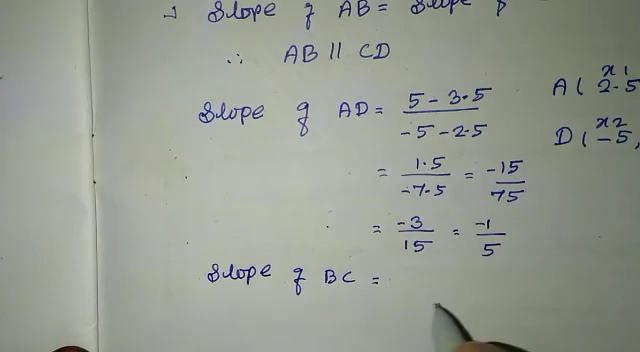 → Slope of AB = Slope
∴ AB || CD
Slope of AD = 5 - 3.5 / -5 - 2.5
= 1.5 / -7.5 = -15 / 75
= -3 / 15 = -1 / 5
Slope of BC =
x1
A( 2.5
x2
D( -5,